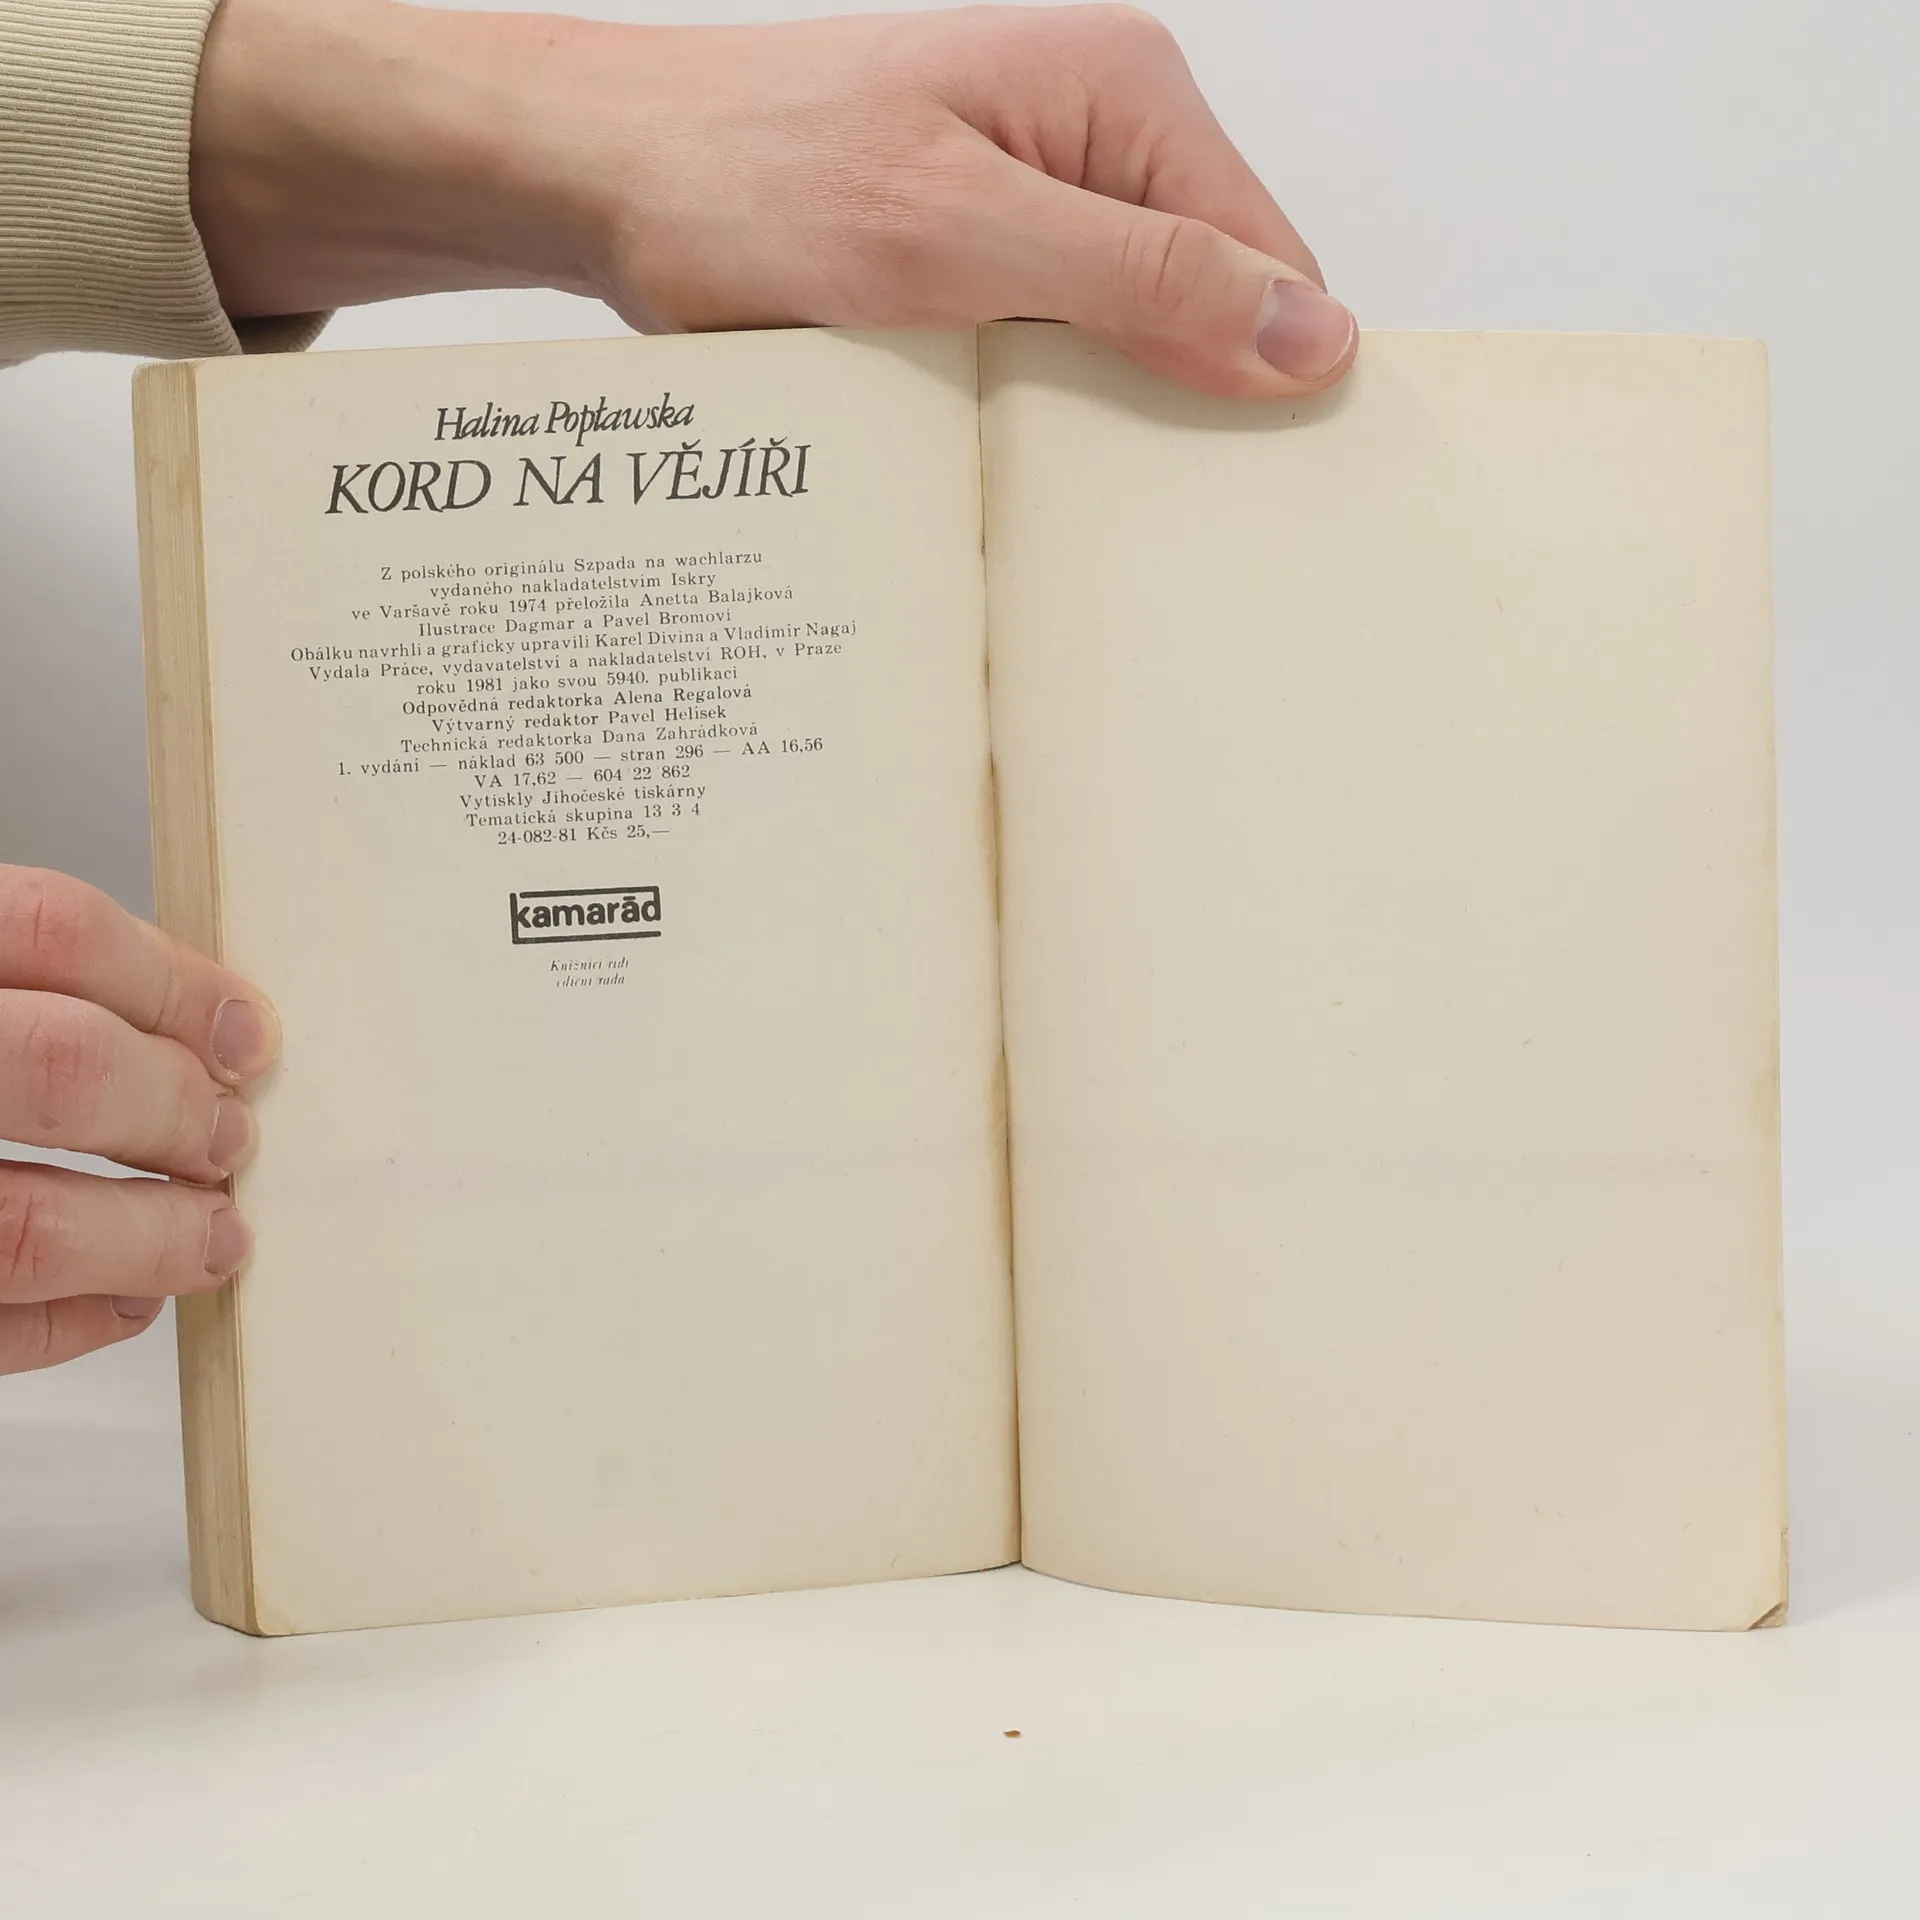 Halina Popławska
KORD NA VĚJÍŘI
Z polského originálu Szpada na wachlarzu
vydaného nakladatelstvím Iskry
ve Varšavě roku 1974 přeložila Anetta Balajková
Ilustrace Dagmar a Pavel Bromovi
Obálku navrhli a graficky upravili Karel Divina a Vladimír Nagaj
Vydala Práce, vydavatelství a nakladatelství ROH, v Praze
roku 1981 jako svou 5940. publikaci
Odpovědná redaktorka Alena Regalová
Výtvarný redaktor Pavel Helísek
Technická redaktorka Dana Zahrádková
1. vydání — náklad 63 500 — stran 296 — AA 16,56
VA 17,62 — 604 22 862
Vytiskly Jihočeské tiskárny
Tematická skupina 13 3 4
24-082-81 Kčs 25,—
kamarád
Knižnici řídí
ediční rada